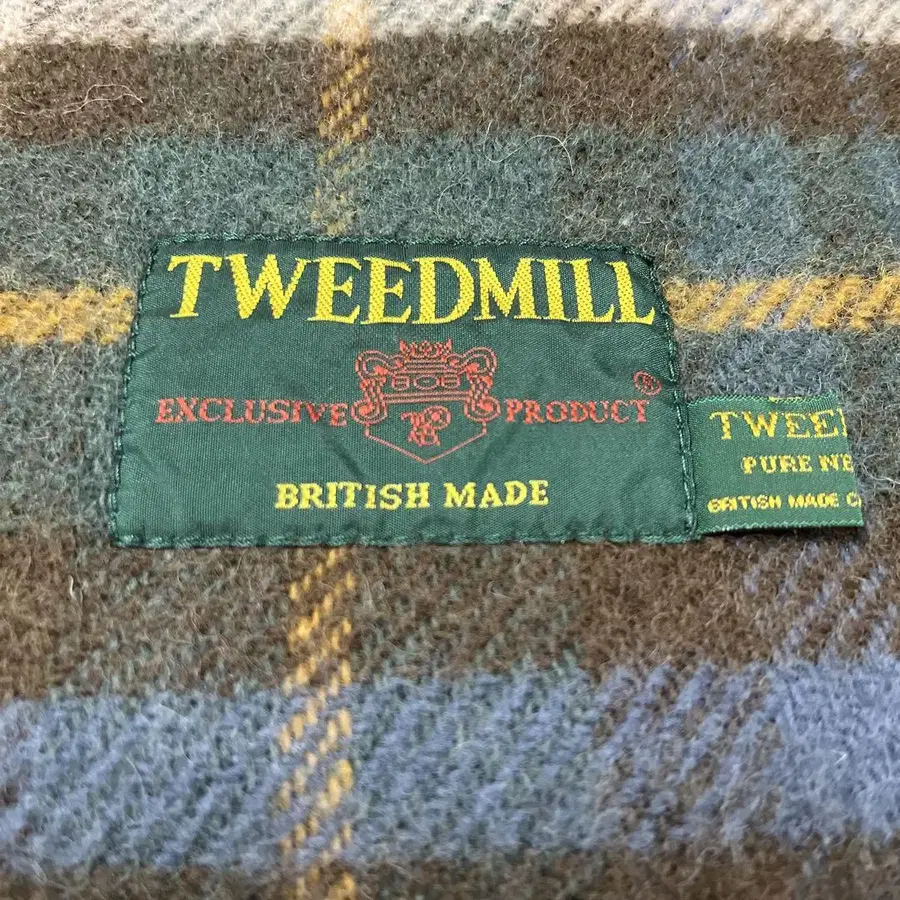 TWEEDMILL
EXCLUSIVE PRODUCT ®
BRITISH MADE
TWEE
PURE NE
BRITISH MADE C